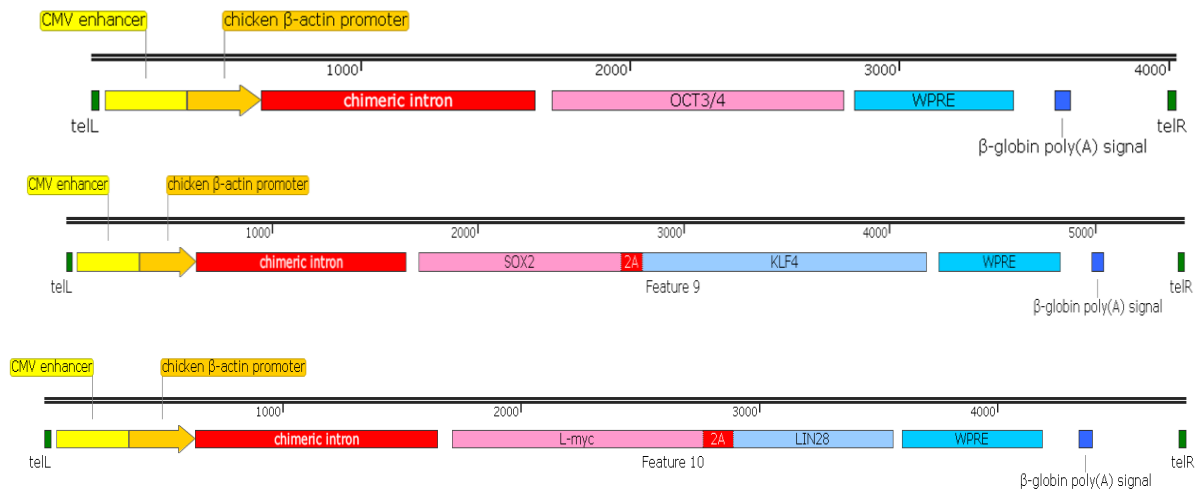 CMV enhancer chicken β-actin promoter
1000 2000 3000 4000
chimeric intron OCT3/4 WPRE
telL β-globin poly(A) signal telR
CMV enhancer chicken β-actin promoter
1000 2000 3000 4000 5000
chimeric intron SOX2 2A KLF4 WPRE
telL Feature 9 β-globin poly(A) signal telR
CMV enhancer chicken β-actin promoter
1000 2000 3000 4000
chimeric intron L-myc 2A LIN28 WPRE
telL Feature 10 β-globin poly(A) signal telR